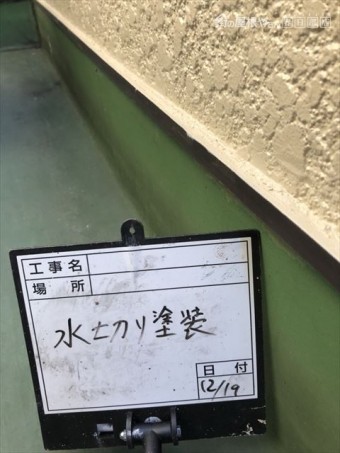 工事名
場所
水切り塗装
日付
12/19